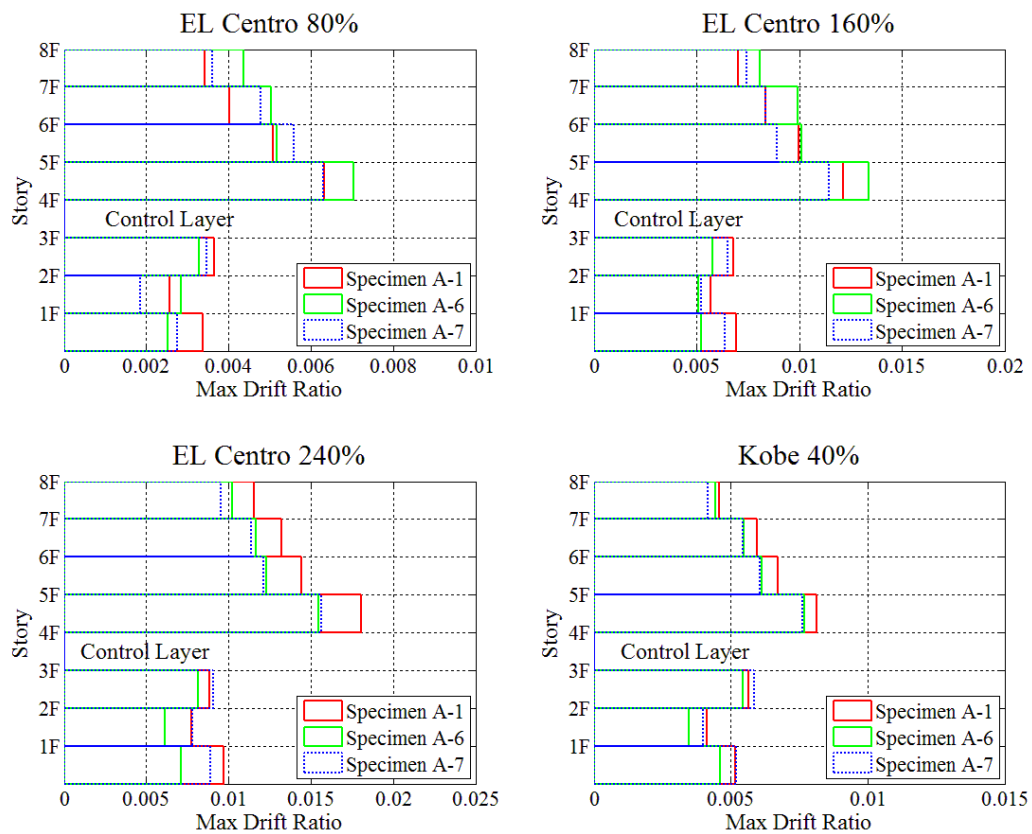 EL Centro 80%
8F
7F
6F
5F
4F
3F
2F
1F
Story
Control Layer
Specimen A-1
Specimen A-6
Specimen A-7
0 0.002 0.004 0.006 0.008 0.01
Max Drift Ratio
EL Centro 160%
8F
7F
6F
5F
4F
3F
2F
1F
Story
Control Layer
Specimen A-1
Specimen A-6
Specimen A-7
0 0.005 0.01 0.015 0.02
Max Drift Ratio
EL Centro 240%
8F
7F
6F
5F
4F
3F
2F
1F
Story
Control Layer
Specimen A-1
Specimen A-6
Specimen A-7
0 0.005 0.01 0.015 0.02 0.025
Max Drift Ratio
Kobe 40%
8F
7F
6F
5F
4F
3F
2F
1F
Story
Control Layer
Specimen A-1
Specimen A-6
Specimen A-7
0 0.005 0.01 0.015
Max Drift Ratio